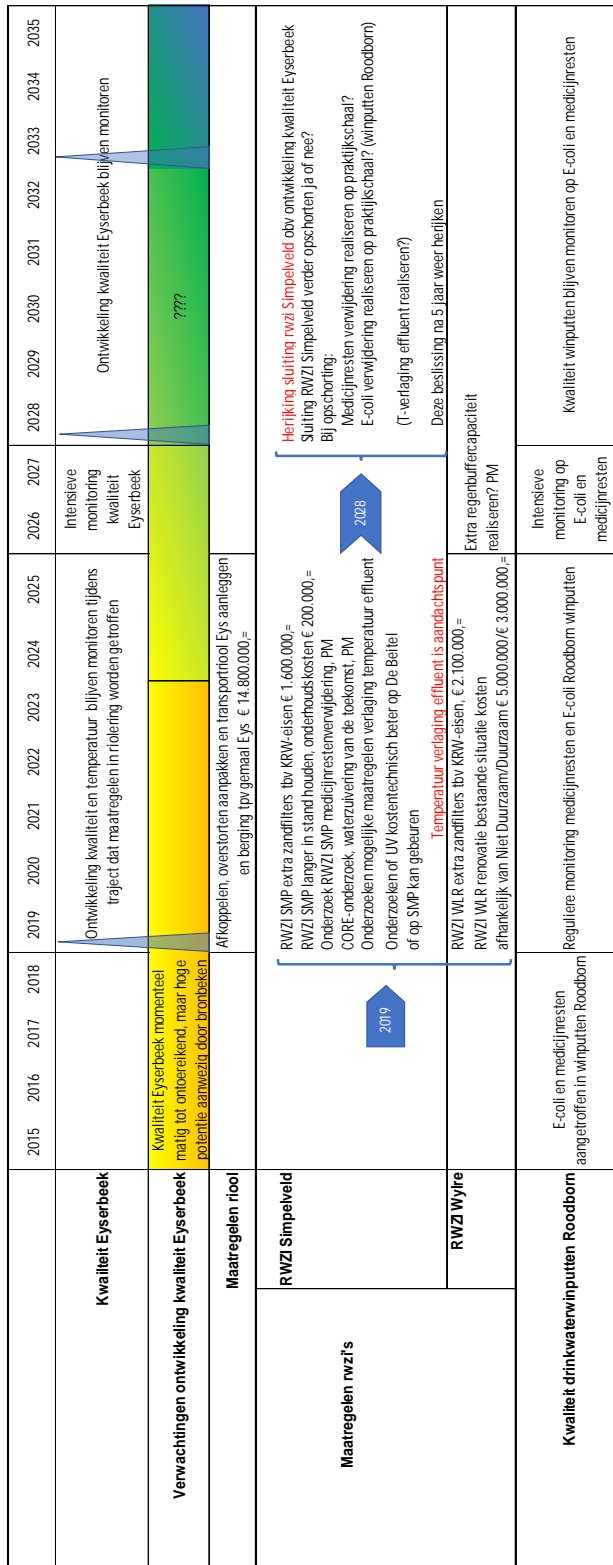 2015 2016 2017 2018 2019 2020 2021 2022 2023 2024 2025 2026 2027 2028 2029 2030 2031 2032 2033 2034 2035
Kwaliteit Eyserbeek
Ontwikkeling kwaliteit en temperatuur blijven monitoren tijdens
traject dat maatregelen in riolering worden getroffen
Intensieve
monitoring
kwaliteit
Eyserbeek
Ontwikkeling kwaliteit Eyserbeek blijven monitoren
Verwachtingen ontwikkeling kwaliteit Eyserbeek
Kwaliteit Eyserbeek momenteel
matig tot ontoereikend, maar hoge
potentie aanwezig door bronbeken
????
Maatregelen riool
Afkoppelen, overstorten aanpakken en transportriool Eys aanleggen
en berging tpv gemaal Eys € 14.800.000,=
Maatregelen rwzi's
RWZI Simpelveld
2019
RWZI SMP extra zandfilters tbv KRW-eisen € 1.600.000,=
RWZI SMP langer in stand houden, onderhoudskosten € 200.000,=
Onderzoek RWZI SMP medicijnrestenverwijdering, PM
CORE-onderzoek, waterzuivering van de toekomst, PM
Onderzoeken mogelijke maatregelen verlaging temperatuur effluent
Onderzoeken of UV kostentechnisch beter op De Beitel
of op SMP kan gebeuren
Temperatuur verlaging effluent is aandachtspunt
2028
Herijking sluiting rwzi Simpelveld obv ontwikkeling kwaliteit Eyserbeek
Sluiting RWZI Simpelveld verder opschorten ja of nee?
Bij opschorting:
Medicijnresten verwijdering realiseren op praktijkschaal?
E-coli verwijdering realiseren op praktijkschaal? (winputten Roodborn)
(T-verlaging effluent realiseren?)
Deze beslissing na 5 jaar weer herijken
RWZI Wylre
RWZI WLR extra zandfilters tbv KRW-eisen, € 2.100.000,=
RWZI WLR renovatie bestaande situatie kosten
afhankelijk van Niet Duurzaam/Duurzaam € 5.000.000/€ 3.000.000,=
Extra regenbuffercapaciteit
realiseren? PM
Kwaliteit drinkwaterwinputten Roodborn
E-coli en medicijnresten
aangetroffen in winputten Roodborn
Reguliere monitoring medicijnresten en E-coli Roodborn winputten
Intensieve
monitoring op
E-coli en
medicijnresten
Kwaliteit winputten blijven monitoren op E-coli en medicijnresten